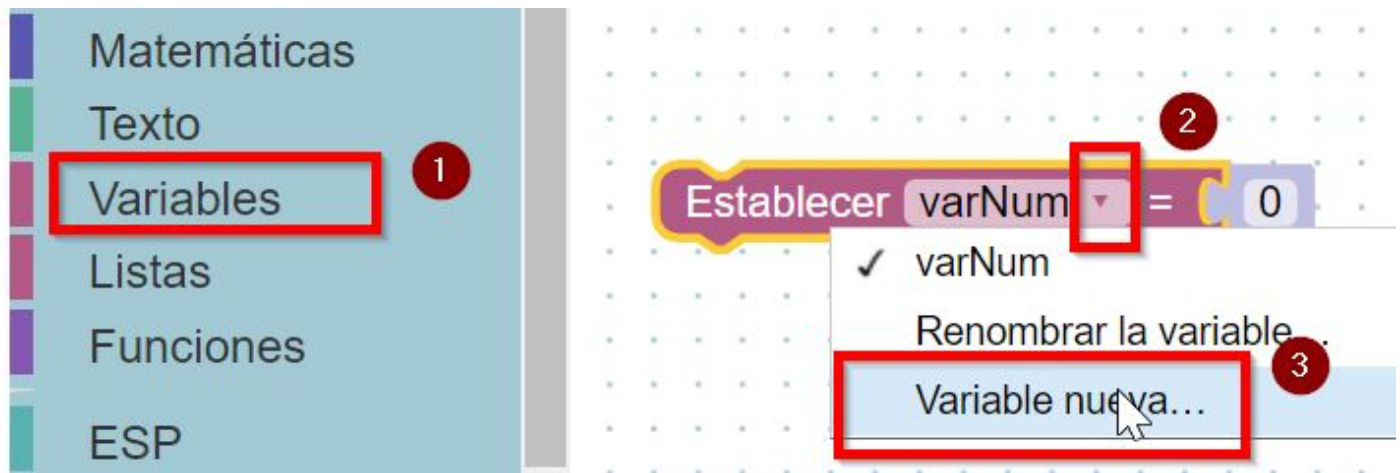 Matemáticas
Texto
Variables
1
Listas
Funciones
ESP
2
Establecer varNum = 0
✓ varNum
Renombrar la variable...
3
Variable nueva...